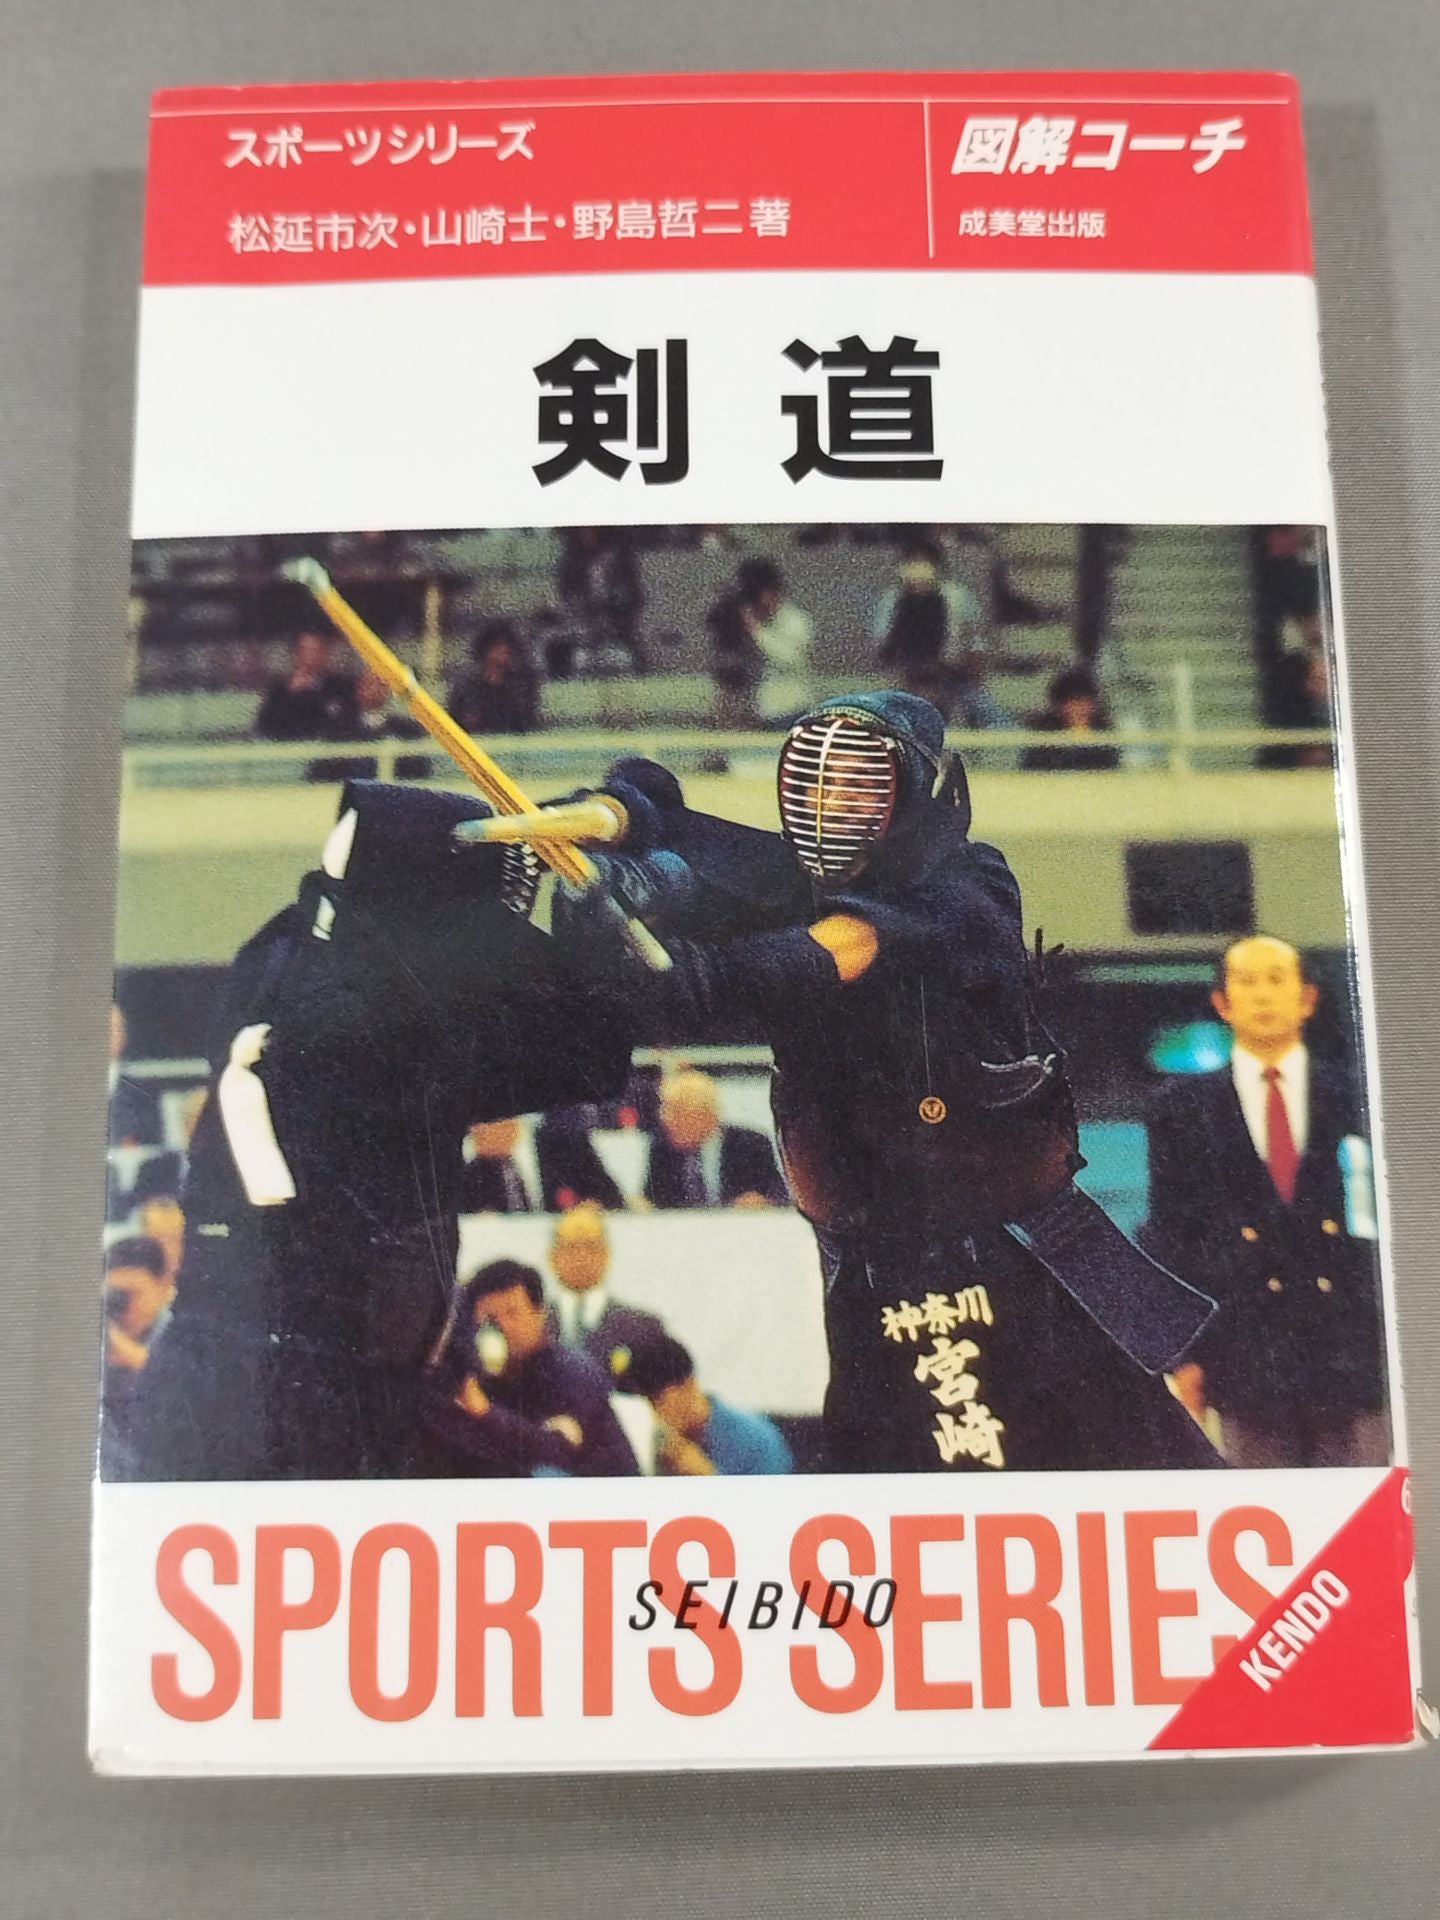 スポーツシリーズ
松延市次・山崎士・野島哲二著
図解コーチ
成美堂出版
剣道
神奈川
宮崎
SPORTS SERIES
SEIBIDO
KENDO